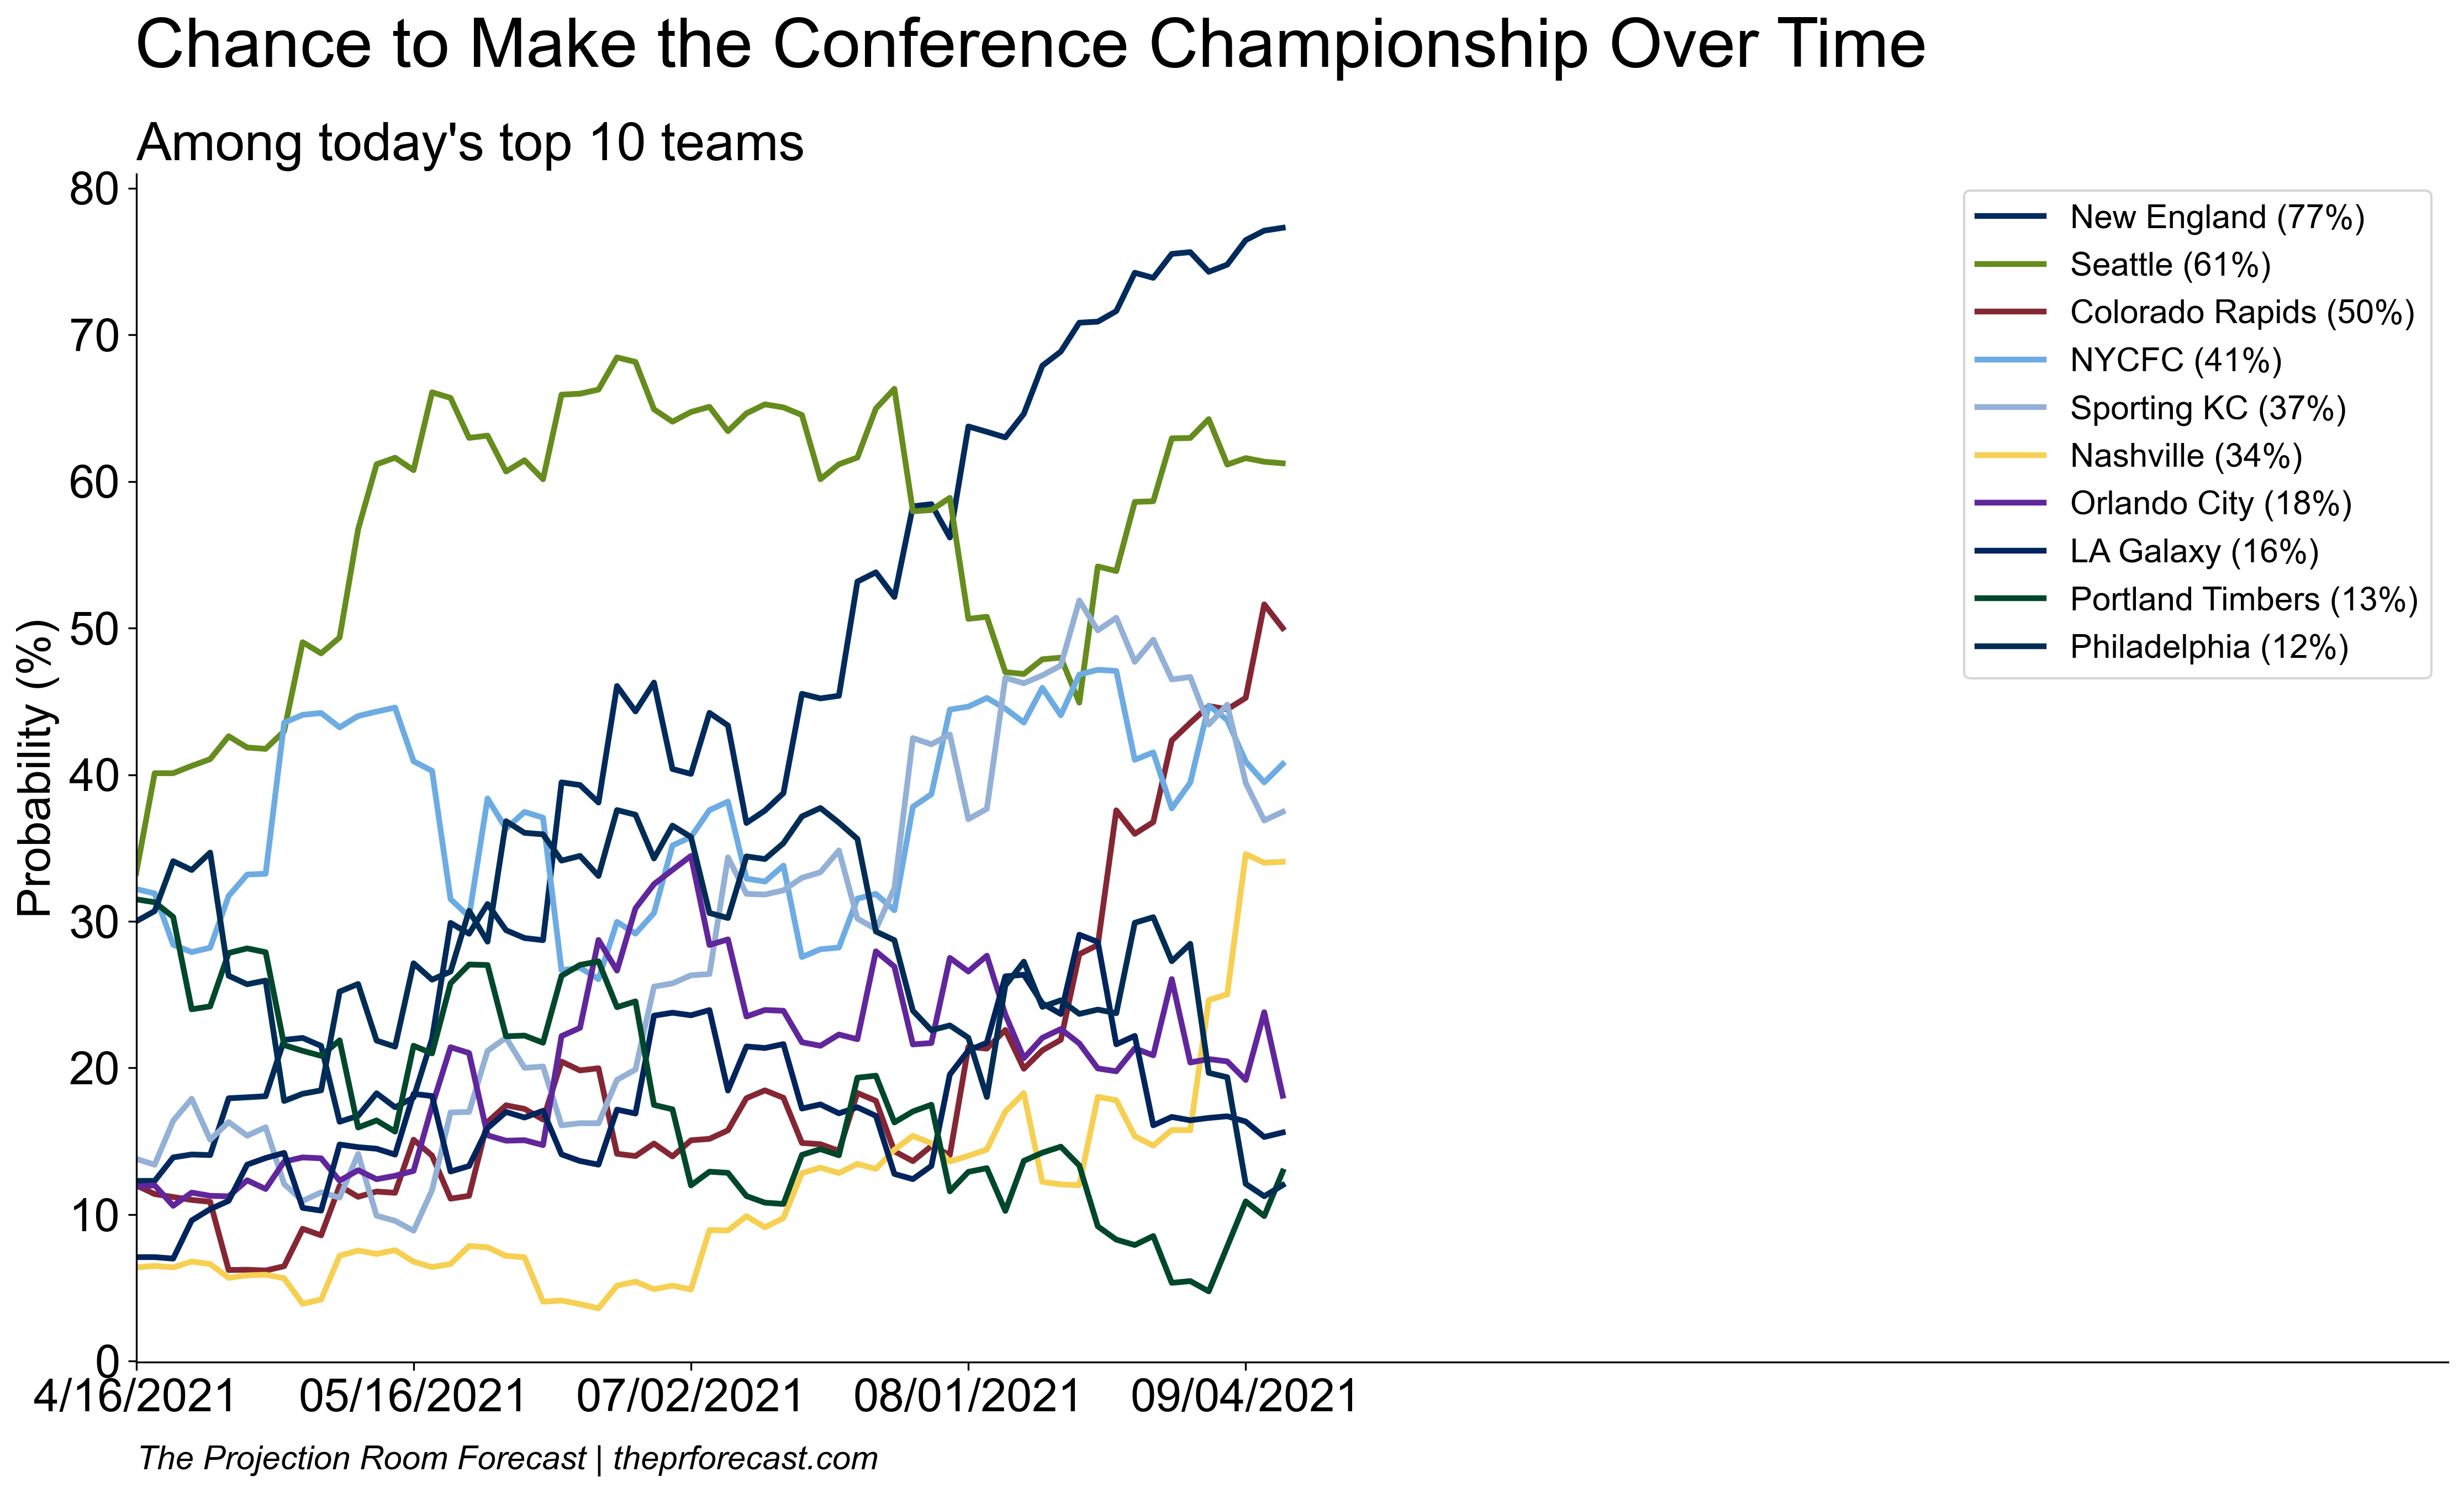 Chance to Make the Conference Championship Over Time
Among today's top 10 teams
80
70
60
50
40
30
20
10
0
Probability (%)
4/16/2021 05/16/2021 07/02/2021 08/01/2021 09/04/2021
New England (77%)
Seattle (61%)
Colorado Rapids (50%)
NYCFC (41%)
Sporting KC (37%)
Nashville (34%)
Orlando City (18%)
LA Galaxy (16%)
Portland Timbers (13%)
Philadelphia (12%)
The Projection Room Forecast | theprforecast.com